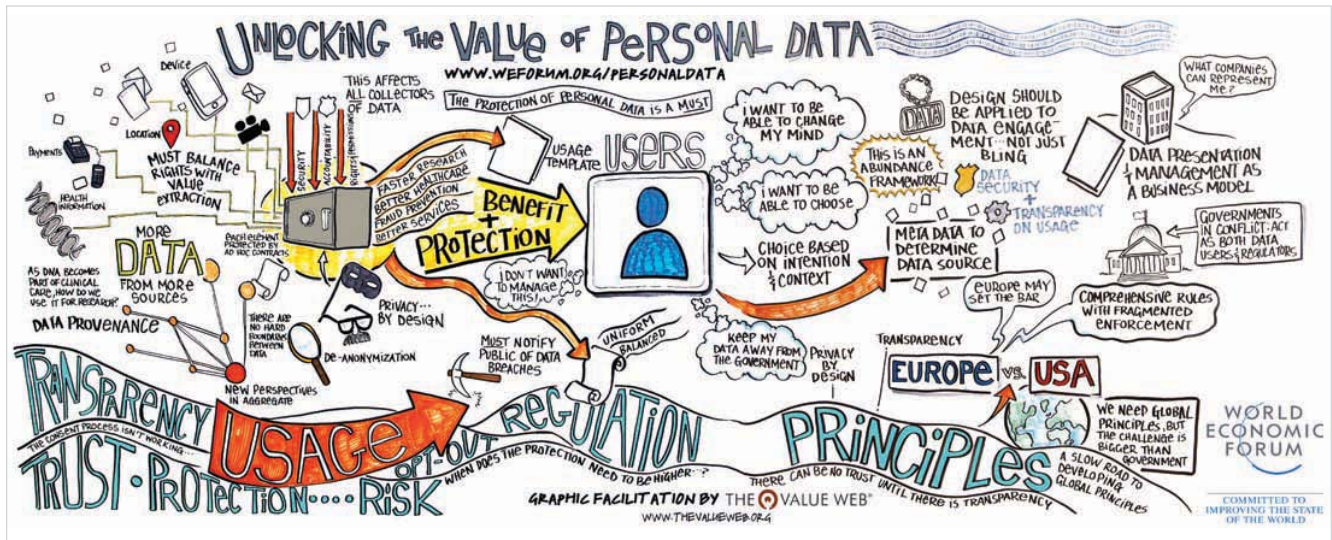 UNLOCKING THE VALUE OF PERSONAL DATA
WWW.WEFORUM.ORG/PERSONALDATA
THE PROTECTION OF PERSONAL DATA IS A MUST
DEVICE
LOCATION
PAYMENTS
HEALTH
INFORMATION
MUST BALANCE
RIGHTS WITH
VALUE
EXTRACTION
THIS AFFECTS
ALL COLLECTORS
OF DATA
SECURITY
ACCOUNTABILITY
RIGHTS/PERMISSIONS
FASTER RESEARCH
BETTER HEALTHCARE
FRAUD PREVENTION
BETTER SERVICES
USAGE
TEMPLATE
BENEFIT
+
PROTECTION
EACH ELEMENT
PROTECTED BY
AD HOC CONTRACTS
MORE
DATA
FROM MORE
SOURCES
AS DNA BECOMES
PART OF CLINICAL
CARE, HOW DO WE
USE IT FOR RESEARCH?
DATA PROVENANCE
THERE ARE
NO HARD
BOUNDARIES
BETWEEN
DATA
NEW PERSPECTIVES
IN AGGREGATE
PRIVACY...
BY DESIGN
DE-ANONYMIZATION
USERS
I DON'T WANT
TO MANAGE
THIS!
MUST NOTIFY
PUBLIC OF DATA
BREACHES
UNIFORM
BALANCED
I WANT TO BE
ABLE TO CHANGE
MY MIND
I WANT TO BE
ABLE TO CHOOSE
CHOICE BASED
ON INTENTION
& CONTEXT
KEEP MY
DATA AWAY FROM
THE GOVERNMENT
DATA
DESIGN SHOULD
BE APPLIED TO
DATA ENGAGE-
MENT...NOT JUST
BLING
THIS IS AN
ABUNDANCE
FRAMEWORK
DATA
SECURITY
+
TRANSPARENCY
ON USAGE
META DATA TO
DETERMINE
DATA SOURCE
WHAT COMPANIES
CAN REPRESENT
ME?
DATA PRESENTATION
& MANAGEMENT AS
A BUSINESS MODEL
GOVERNMENTS
IN CONFLICT: ACT
AS BOTH DATA
USERS & REGULATORS
EUROPE MAY
SET THE BAR
COMPREHENSIVE RULES
WITH FRAGMENTED
ENFORCEMENT
PRIVACY
BY
DESIGN
TRANSPARENCY
EUROPE VS. USA
WE NEED GLOBAL
PRINCIPLES, BUT
THE CHALLENGE IS
BIGGER THAN
GOVERNMENT
A SLOW ROAD TO
DEVELOPING
GLOBAL PRINCIPLES
TRANSPARENCY
THE CONSENT PROCESS ISN'T WORKING...
TRUST · PROTECTION .... RISK
USAGE
OPT-OUT
REGULATION
WHEN DOES THE PROTECTION NEED TO BE HIGHER...?
PRINCIPLES
THERE CAN BE NO TRUST UNTIL THERE IS TRANSPARENCY
GRAPHIC FACILITATION BY THE VALUE WEB®
WWW.THEVALUEWEB.ORG
WORLD
ECONOMIC
FORUM
COMMITTED TO
IMPROVING THE STATE
OF THE WORLD